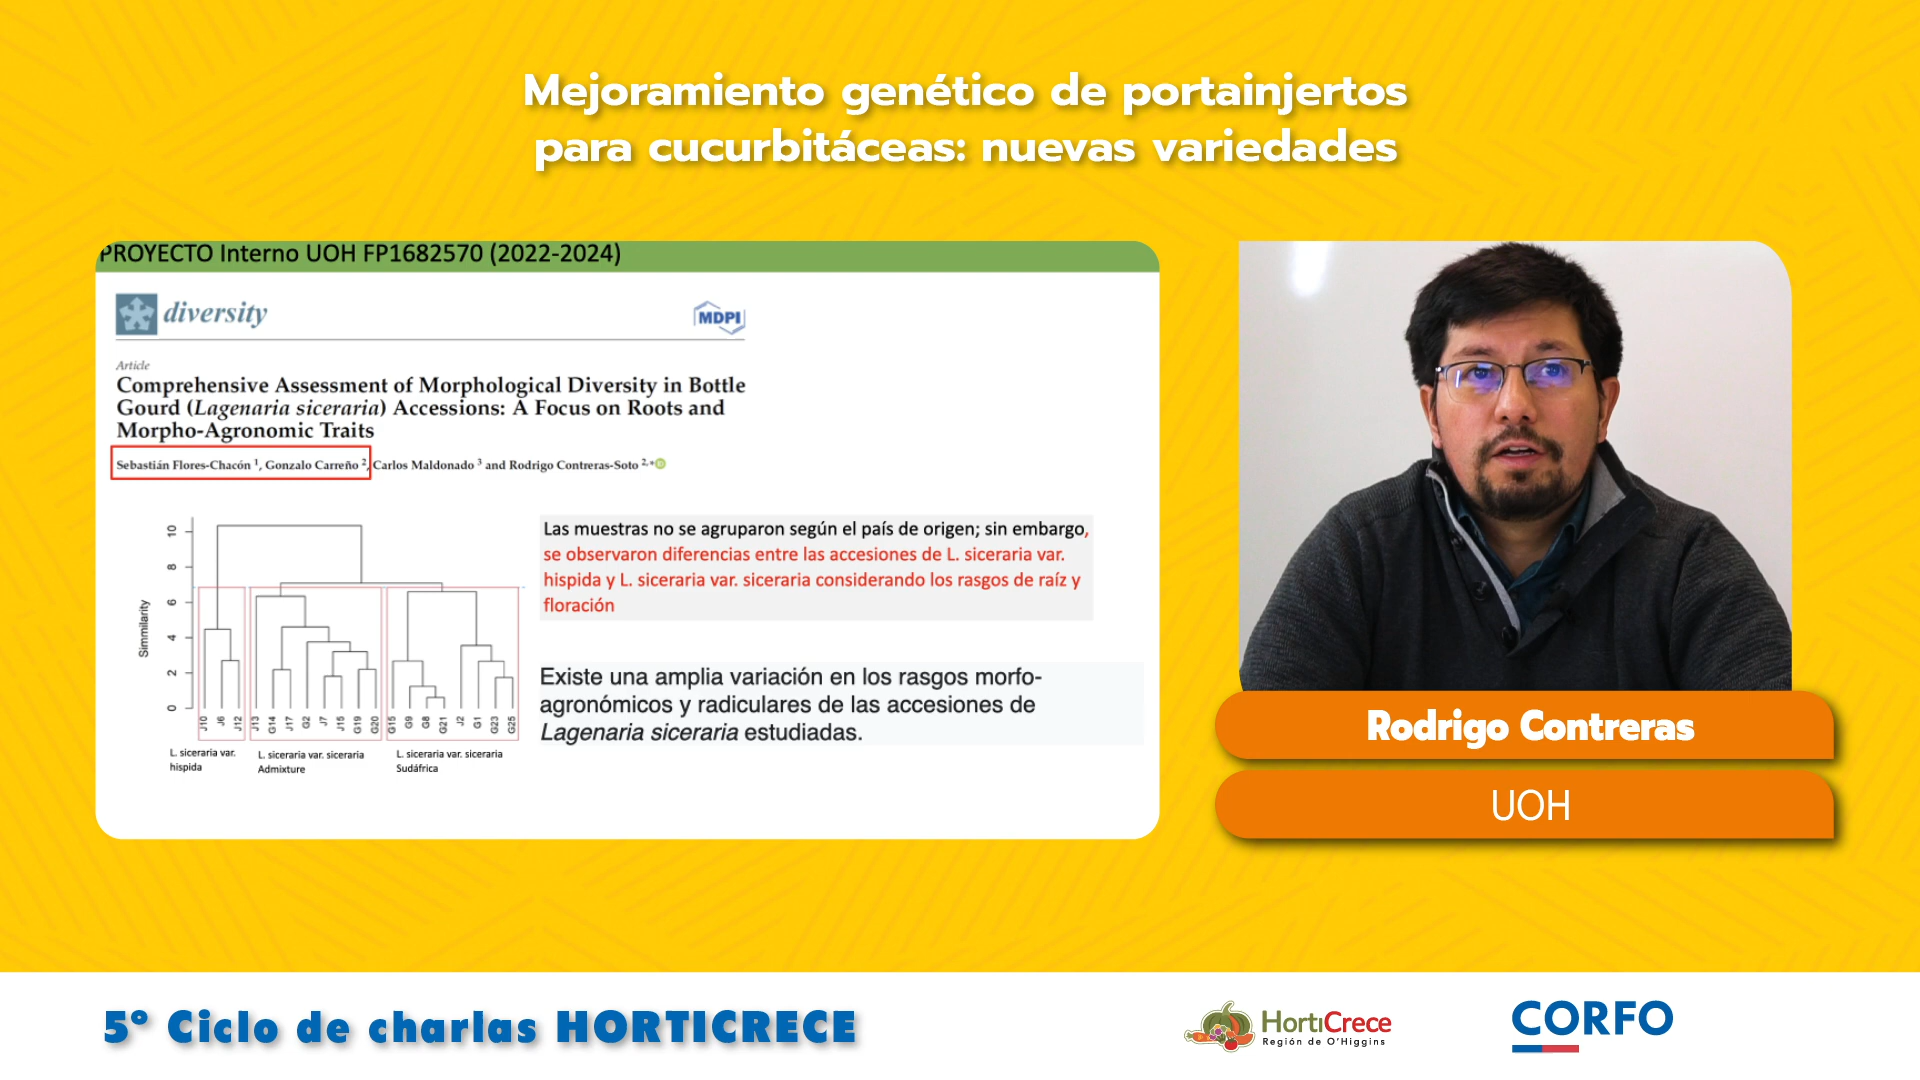 Mejoramiento genético de portainjertos
para cucurbitáceas: nuevas variedades
PROYECTO Interno UOH FP1682570 (2022-2024)
diversity
MDPI
Article
Comprehensive Assessment of Morphological Diversity in Bottle
Gourd (Lagenaria siceraria) Accessions: A Focus on Roots and
Morpho-Agronomic Traits
Sebastián Flores-Chacón 1, Gonzalo Carreño 2, Carlos Maldonado 3 and Rodrigo Contreras-Soto 2,*
Simmilarity
10
8
6
4
2
0
J10 J6 J12 J13 G14 J17 G2 J7 J15 G19 G20 G15 G9 G8 G21 J2 G1 G23 G25
L. siceraria var.
hispida
L. siceraria var. siceraria
Admixture
L. siceraria var. siceraria
Sudáfrica
Las muestras no se agruparon según el país de origen; sin embargo,
se observaron diferencias entre las accesiones de L. siceraria var.
hispida y L. siceraria var. siceraria considerando los rasgos de raíz y
floración
Existe una amplia variación en los rasgos morfo-
agronómicos y radiculares de las accesiones de
Lagenaria siceraria estudiadas.
Rodrigo Contreras
UOH
5° Ciclo de charlas HORTICRECE
HortiCrece
Región de O'Higgins
CORFO